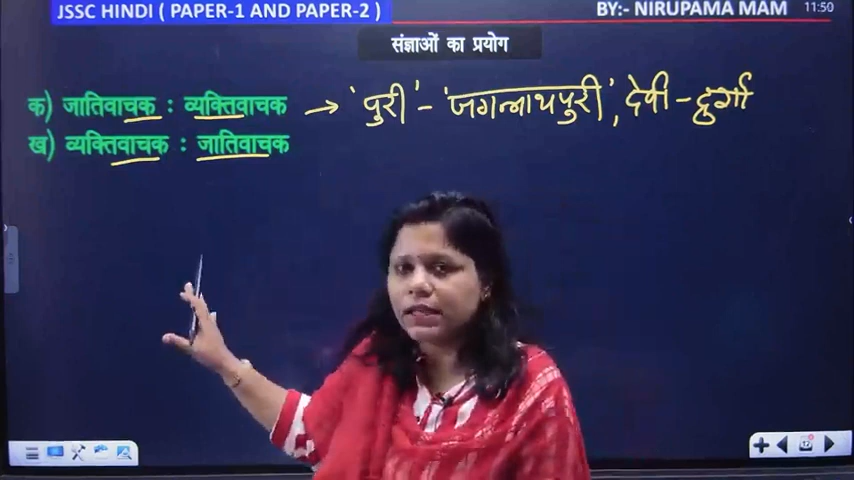 JSSC HINDI ( PAPER-1 AND PAPER-2 )
BY:- NIRUPAMA MAM
11:50
संज्ञाओं का प्रयोग
क) जातिवाचक : व्यक्तिवाचक → 'पुरी' - 'जगन्नाथपुरी', देवी - दुर्गा
ख) व्यक्तिवाचक : जातिवाचक